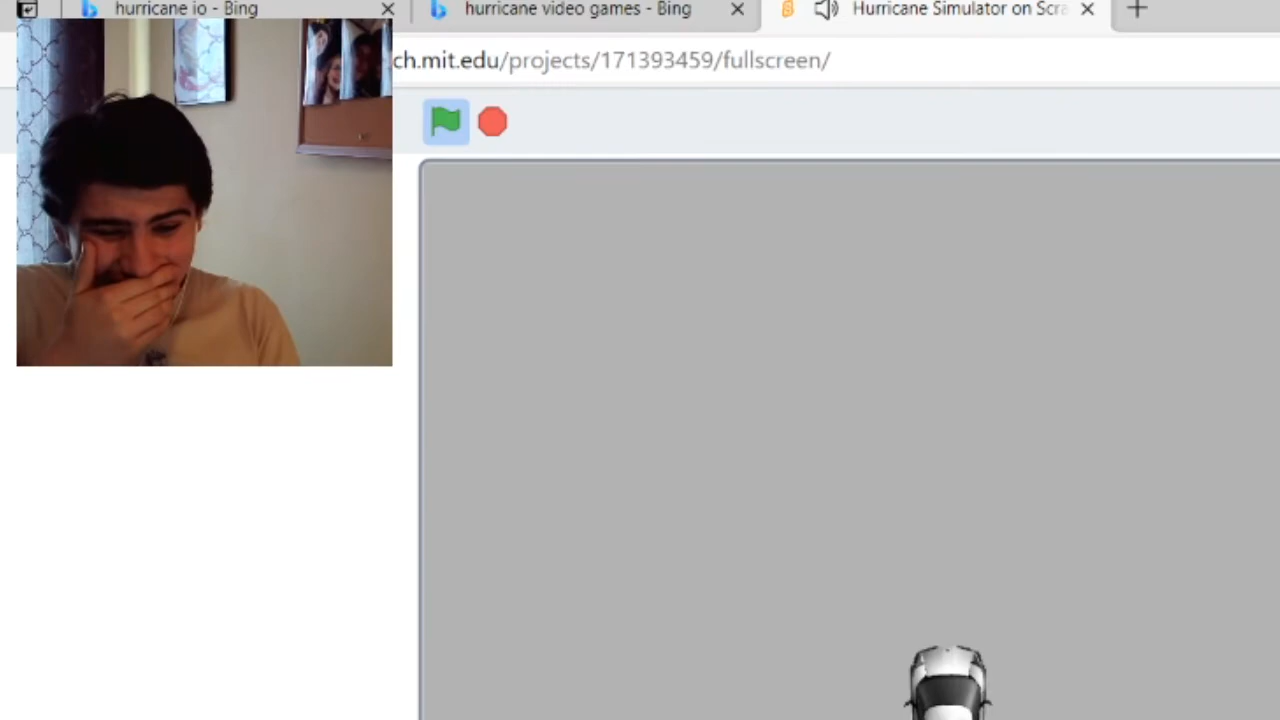 hurricane io - Bing
hurricane video games - Bing
Hurricane Simulator on Scra
ch.mit.edu/projects/171393459/fullscreen/